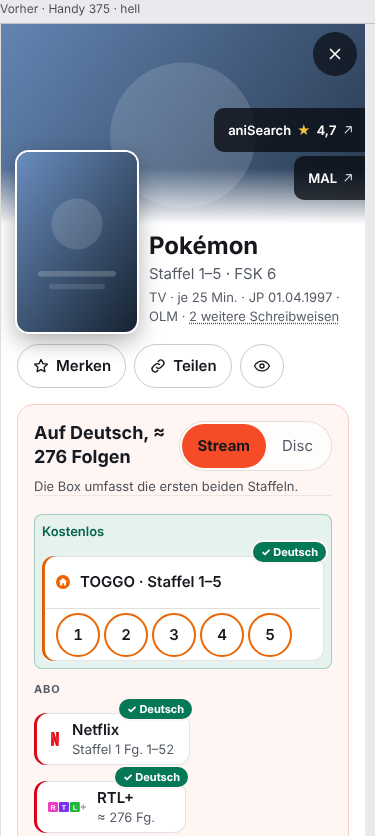 Vorher · Handy 375 · hell
aniSearch ★ 4,7 ↗
MAL ↗
Pokémon
Staffel 1–5 · FSK 6
TV · je 25 Min. · JP 01.04.1997 ·
OLM · 2 weitere Schreibweisen
Merken
Teilen
Auf Deutsch, ≈
276 Folgen
Stream
Disc
Die Box umfasst die ersten beiden Staffeln.
Kostenlos
✓ Deutsch
TOGGO · Staffel 1–5
1 2 3 4 5
ABO
✓ Deutsch
Netflix
Staffel 1 Fg. 1–52
✓ Deutsch
RTL+
RTL+
≈ 276 Fg.